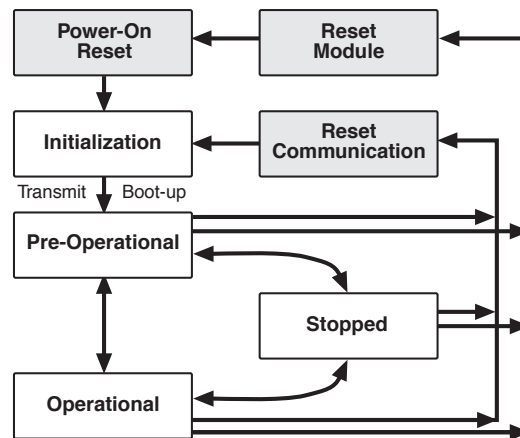 Power-On
Reset
Reset
Module
Initialization
Reset
Communication
Transmit Boot-up
Pre-Operational
Stopped
Operational